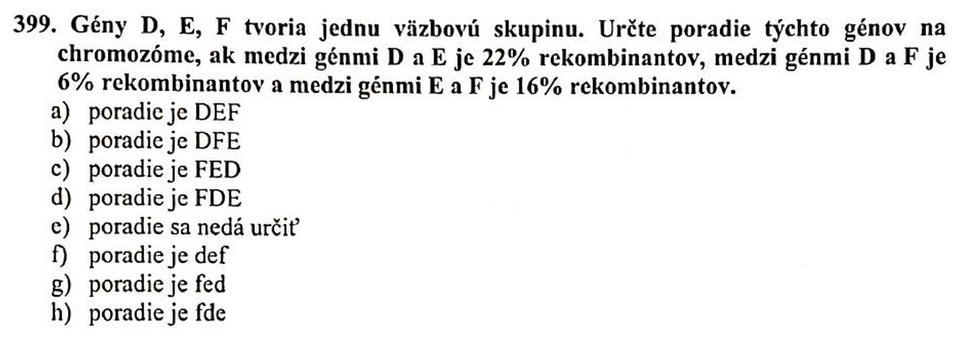 399. Gény D, E, F tvoria jednu väzbovú skupinu. Určte poradie týchto génov na
chromozóme, ak medzi génmi D a E je 22% rekombinantov, medzi génmi D a F je
6% rekombinantov a medzi génmi E a F je 16% rekombinantov.
a) poradie je DEF
b) poradie je DFE
c) poradie je FED
d) poradie je FDE
e) poradie sa nedá určiť
f) poradie je def
g) poradie je fed
h) poradie je fde